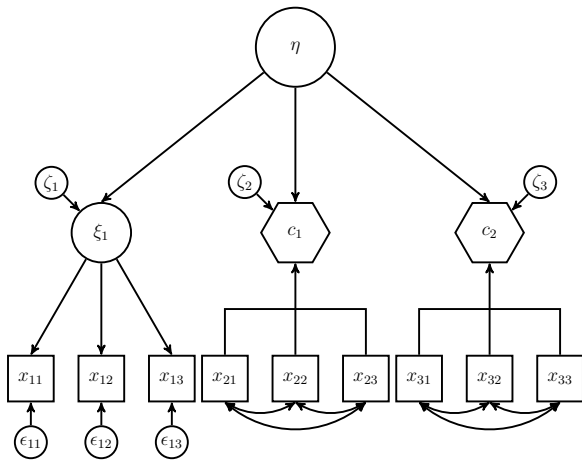 η
ζ₁ ζ₂ ζ₃
ξ₁ c₁ c₂
x₁₁ x₁₂ x₁₃ x₂₁ x₂₂ x₂₃ x₃₁ x₃₂ x₃₃
ϵ₁₁ ϵ₁₂ ϵ₁₃